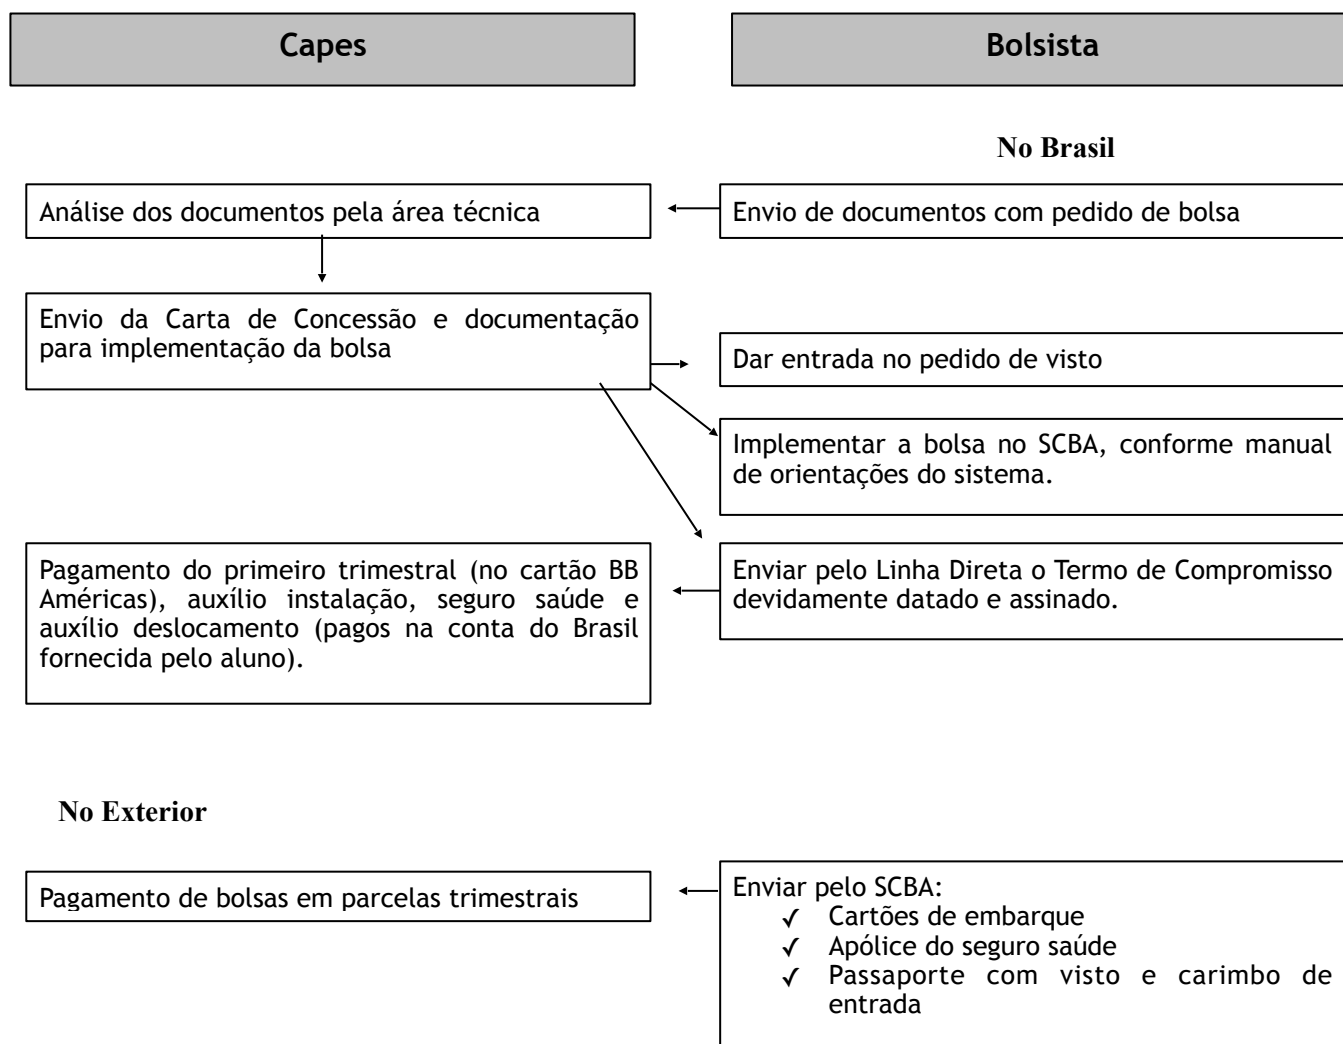 Capes
Bolsista
No Brasil
Análise dos documentos pela área técnica
Envio de documentos com pedido de bolsa
Envio da Carta de Concessão e documentação
para implementação da bolsa
Dar entrada no pedido de visto
Implementar a bolsa no SCBA, conforme manual
de orientações do sistema.
Pagamento do primeiro trimestral (no cartão BB
Américas), auxílio instalação, seguro saúde e
auxílio deslocamento (pagos na conta do Brasil
fornecida pelo aluno).
Enviar pelo Linha Direta o Termo de Compromisso
devidamente datado e assinado.
No Exterior
Pagamento de bolsas em parcelas trimestrais
Enviar pelo SCBA:
✓ Cartões de embarque
✓ Apólice do seguro saúde
✓ Passaporte com visto e carimbo de
entrada